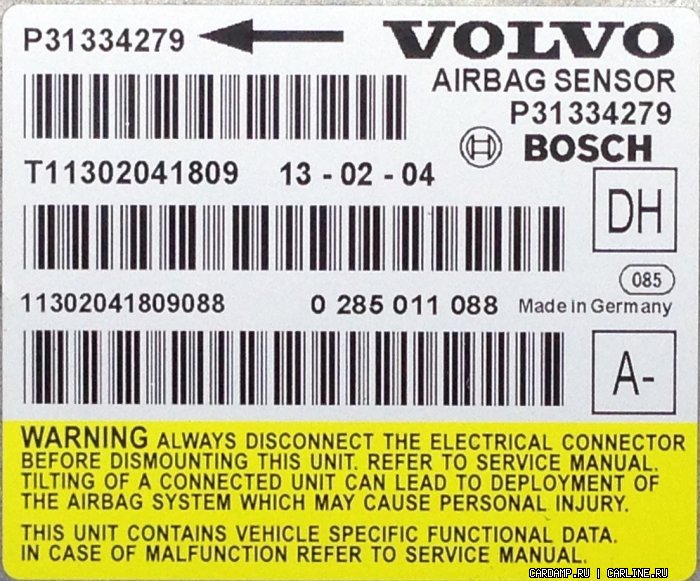 P31334279
VOLVO
AIRBAG SENSOR
P31334279
BOSCH
T11302041809 13 - 02 - 04
DH
085
11302041809088 0 285 011 088 Made in Germany
A-
WARNING ALWAYS DISCONNECT THE ELECTRICAL CONNECTOR
BEFORE DISMOUNTING THIS UNIT. REFER TO SERVICE MANUAL.
TILTING OF A CONNECTED UNIT CAN LEAD TO DEPLOYMENT OF
THE AIRBAG SYSTEM WHICH MAY CAUSE PERSONAL INJURY.
THIS UNIT CONTAINS VEHICLE SPECIFIC FUNCTIONAL DATA.
IN CASE OF MALFUNCTION REFER TO SERVICE MANUAL.
CARDAMP.RU | CARLINE.RU